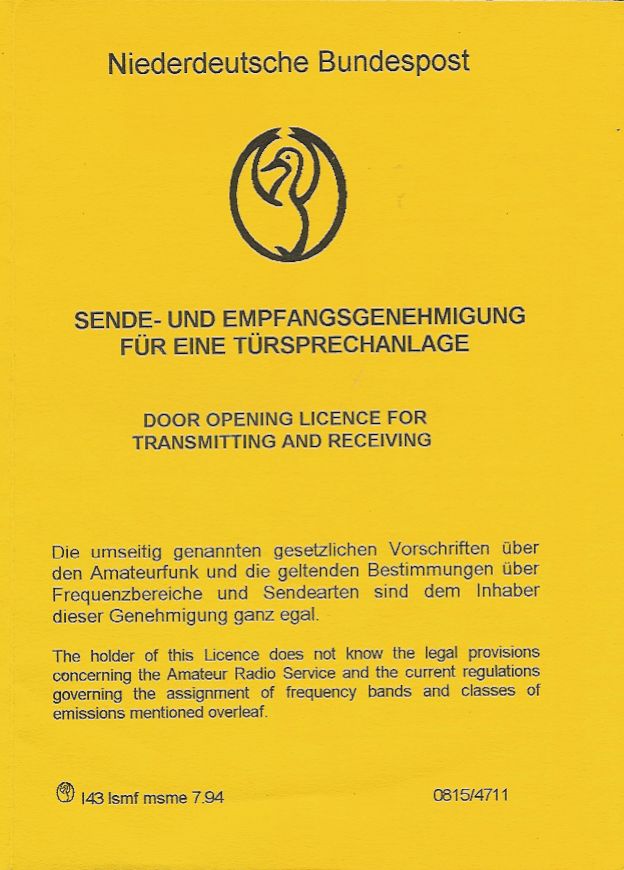 Niederdeutsche Bundespost
SENDE- UND EMPFANGSGENEHMIGUNG
FÜR EINE TÜRSPRECHANLAGE
DOOR OPENING LICENCE FOR
TRANSMITTING AND RECEIVING
Die umseitig genannten gesetzlichen Vorschriften über
den Amateurfunk und die geltenden Bestimmungen über
Frequenzbereiche und Sendearten sind dem Inhaber
dieser Genehmigung ganz egal.
The holder of this Licence does not know the legal provisions
concerning the Amateur Radio Service and the current regulations
governing the assignment of frequency bands and classes of
emissions mentioned overleaf.
I43 lsmf msme 7.94
0815/4711